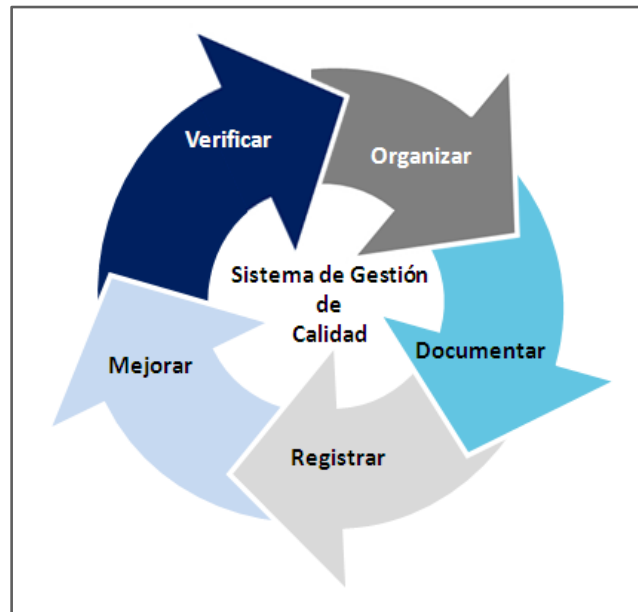 Verificar
Organizar
Sistema de Gestión
de
Calidad
Documentar
Mejorar
Registrar